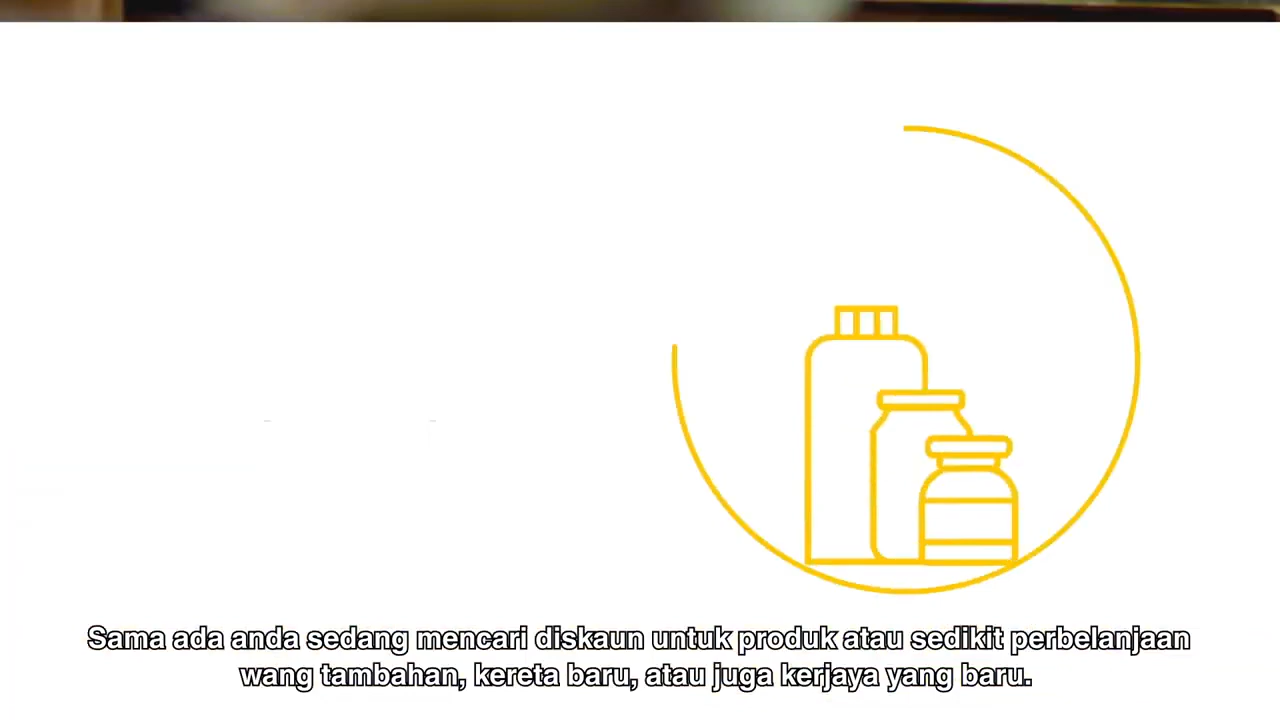 Sama ada anda sedang mencari diskaun untuk produk atau sedikit perbelanjaan
wang tambahan, kereta baru, atau juga kerjaya yang baru.